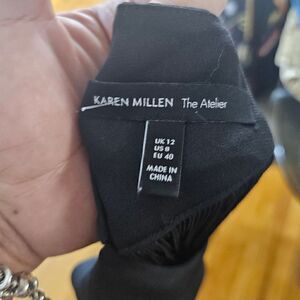 KAREN MILLEN The Atelier
UK 12
US 8
EU 40
MADE IN
CHINA